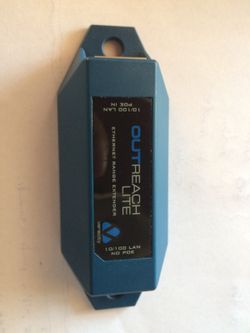 10/100 LAN
POE IN
OUTREACH
LITE
ETHERNET RANGE EXTENDER
10/100 LAN
NO POE